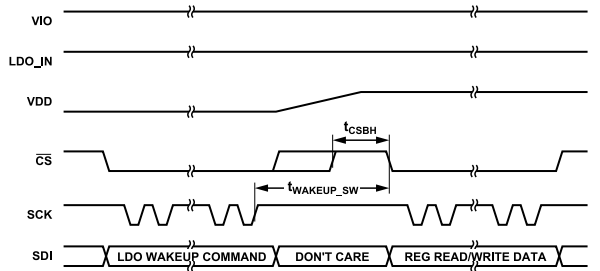 VIO
LDO_IN
VDD
tCSBH
CS
tWAKEUP_SW
SCK
SDI
LDO WAKEUP COMMAND
DON'T CARE
REG READ/WRITE DATA